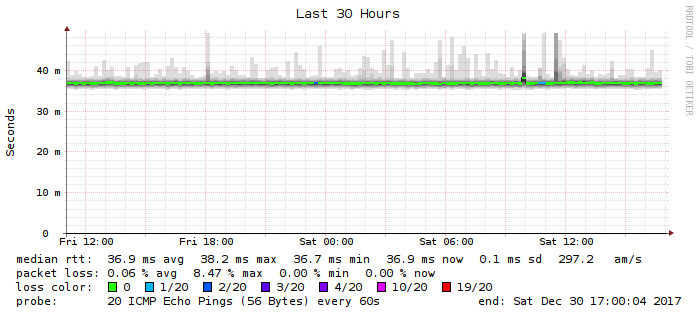 Last 30 Hours
RRDTOOL / TOBI OETIKER
Seconds
40 m
30 m
20 m
10 m
0
Fri 12:00 Fri 18:00 Sat 00:00 Sat 06:00 Sat 12:00
median rtt: 36.9 ms avg 38.2 ms max 36.7 ms min 36.9 ms now 0.1 ms sd 297.2 am/s
packet loss: 0.06 % avg 8.47 % max 0.00 % min 0.00 % now
loss color: 0 1/20 2/20 3/20 4/20 10/20 19/20
probe: 20 ICMP Echo Pings (56 Bytes) every 60s end: Sat Dec 30 17:00:04 2017